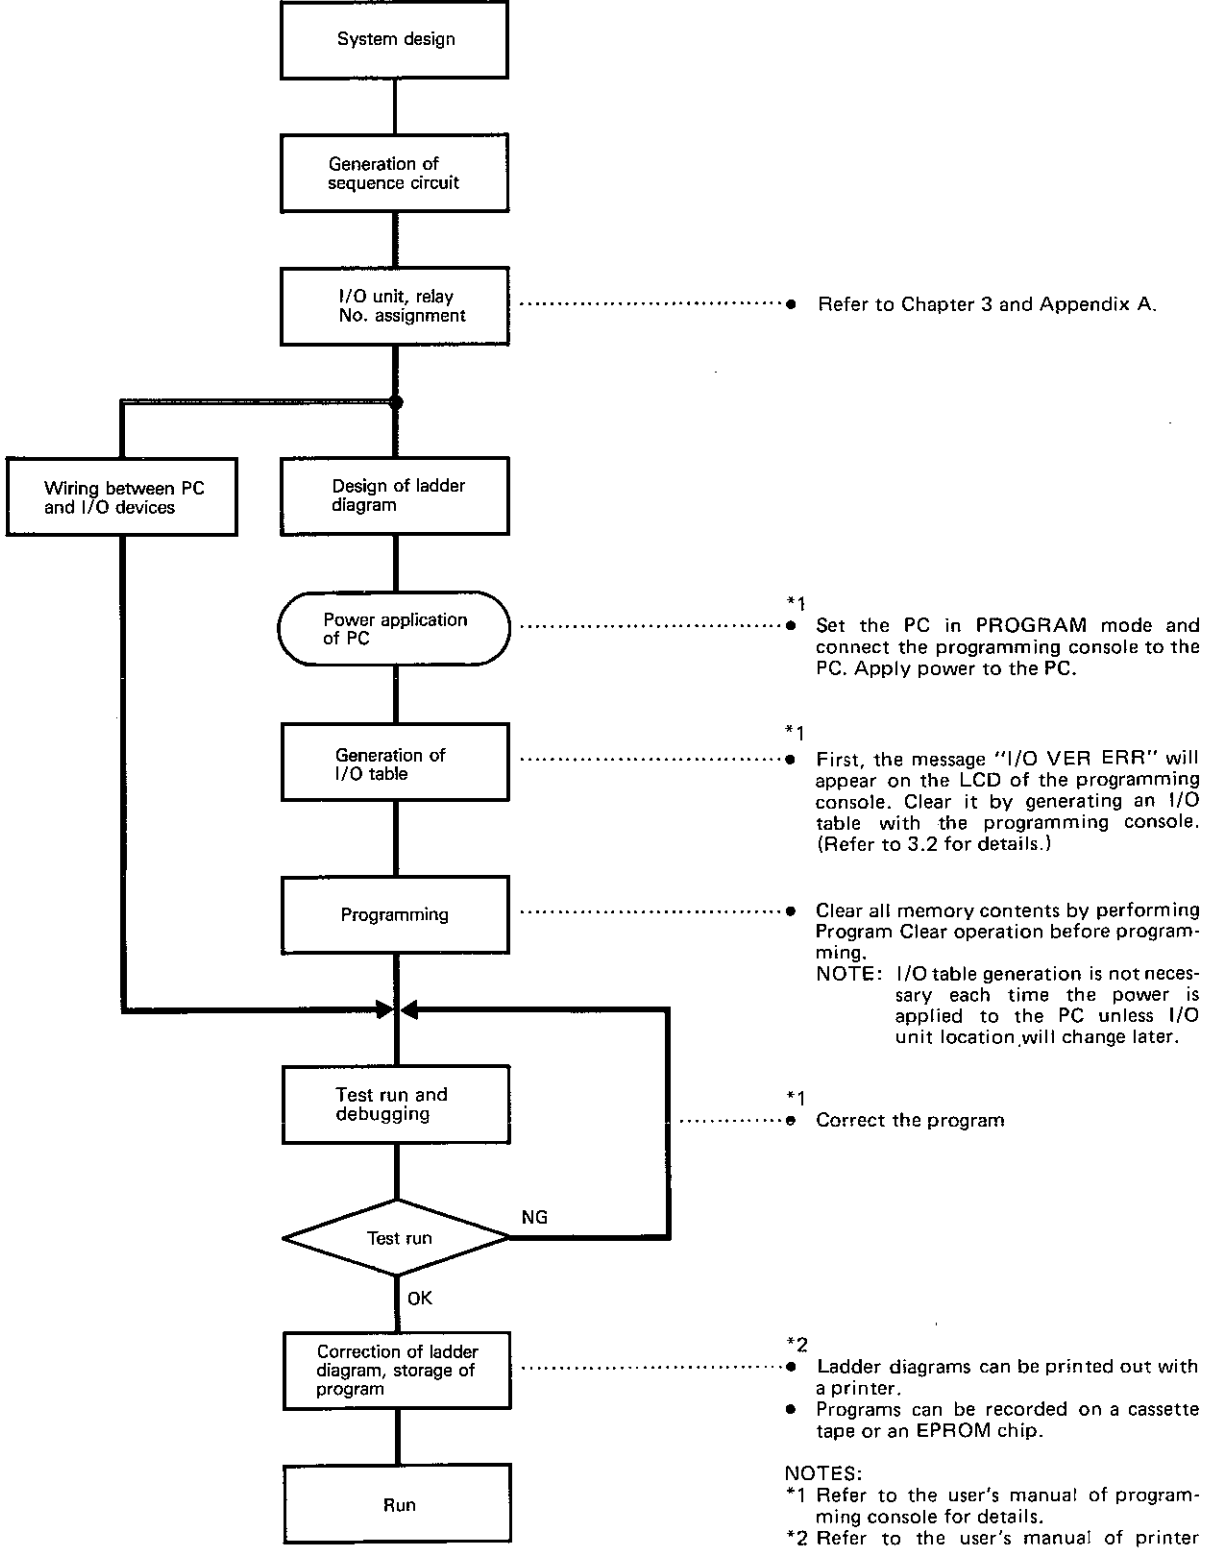 System design
Generation of
sequence circuit
I/O unit, relay
No. assignment
Refer to Chapter 3 and Appendix A.
Wiring between PC
and I/O devices
Design of ladder
diagram
Power application
of PC
*1
Set the PC in PROGRAM mode and
connect the programming console to the
PC. Apply power to the PC.
Generation of
I/O table
*1
First, the message "I/O VER ERR" will
appear on the LCD of the programming
console. Clear it by generating an I/O
table with the programming console.
(Refer to 3.2 for details.)
Programming
Clear all memory contents by performing
Program Clear operation before program-
ming.
NOTE: I/O table generation is not neces-
sary each time the power is
applied to the PC unless I/O
unit location will change later.
Test run and
debugging
*1
Correct the program
Test run
NG
OK
Correction of ladder
diagram, storage of
program
*2
Ladder diagrams can be printed out with
a printer.
Programs can be recorded on a cassette
tape or an EPROM chip.
Run
NOTES:
*1 Refer to the user's manual of program-
ming console for details.
*2 Refer to the user's manual of printer